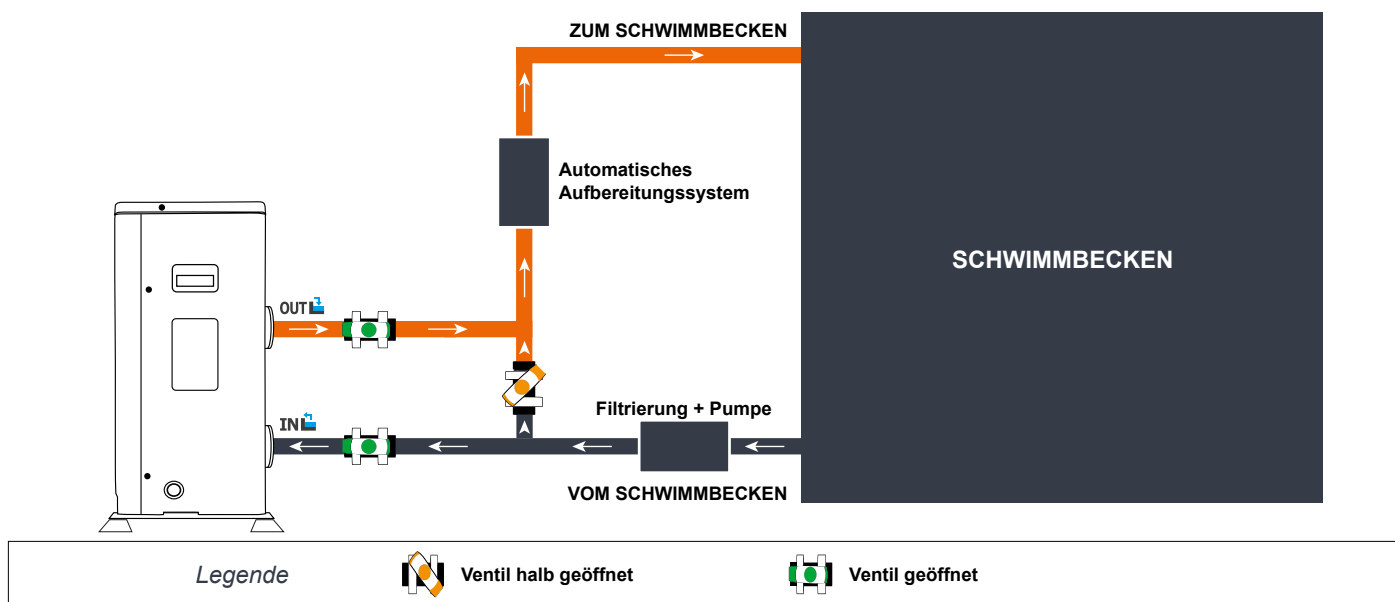 ZUM SCHWIMMBECKEN
Automatisches
Aufbereitungssystem
SCHWIMMBECKEN
OUT
IN
Filtrierung + Pumpe
VOM SCHWIMMBECKEN
Legende
Ventil halb geöffnet
Ventil geöffnet